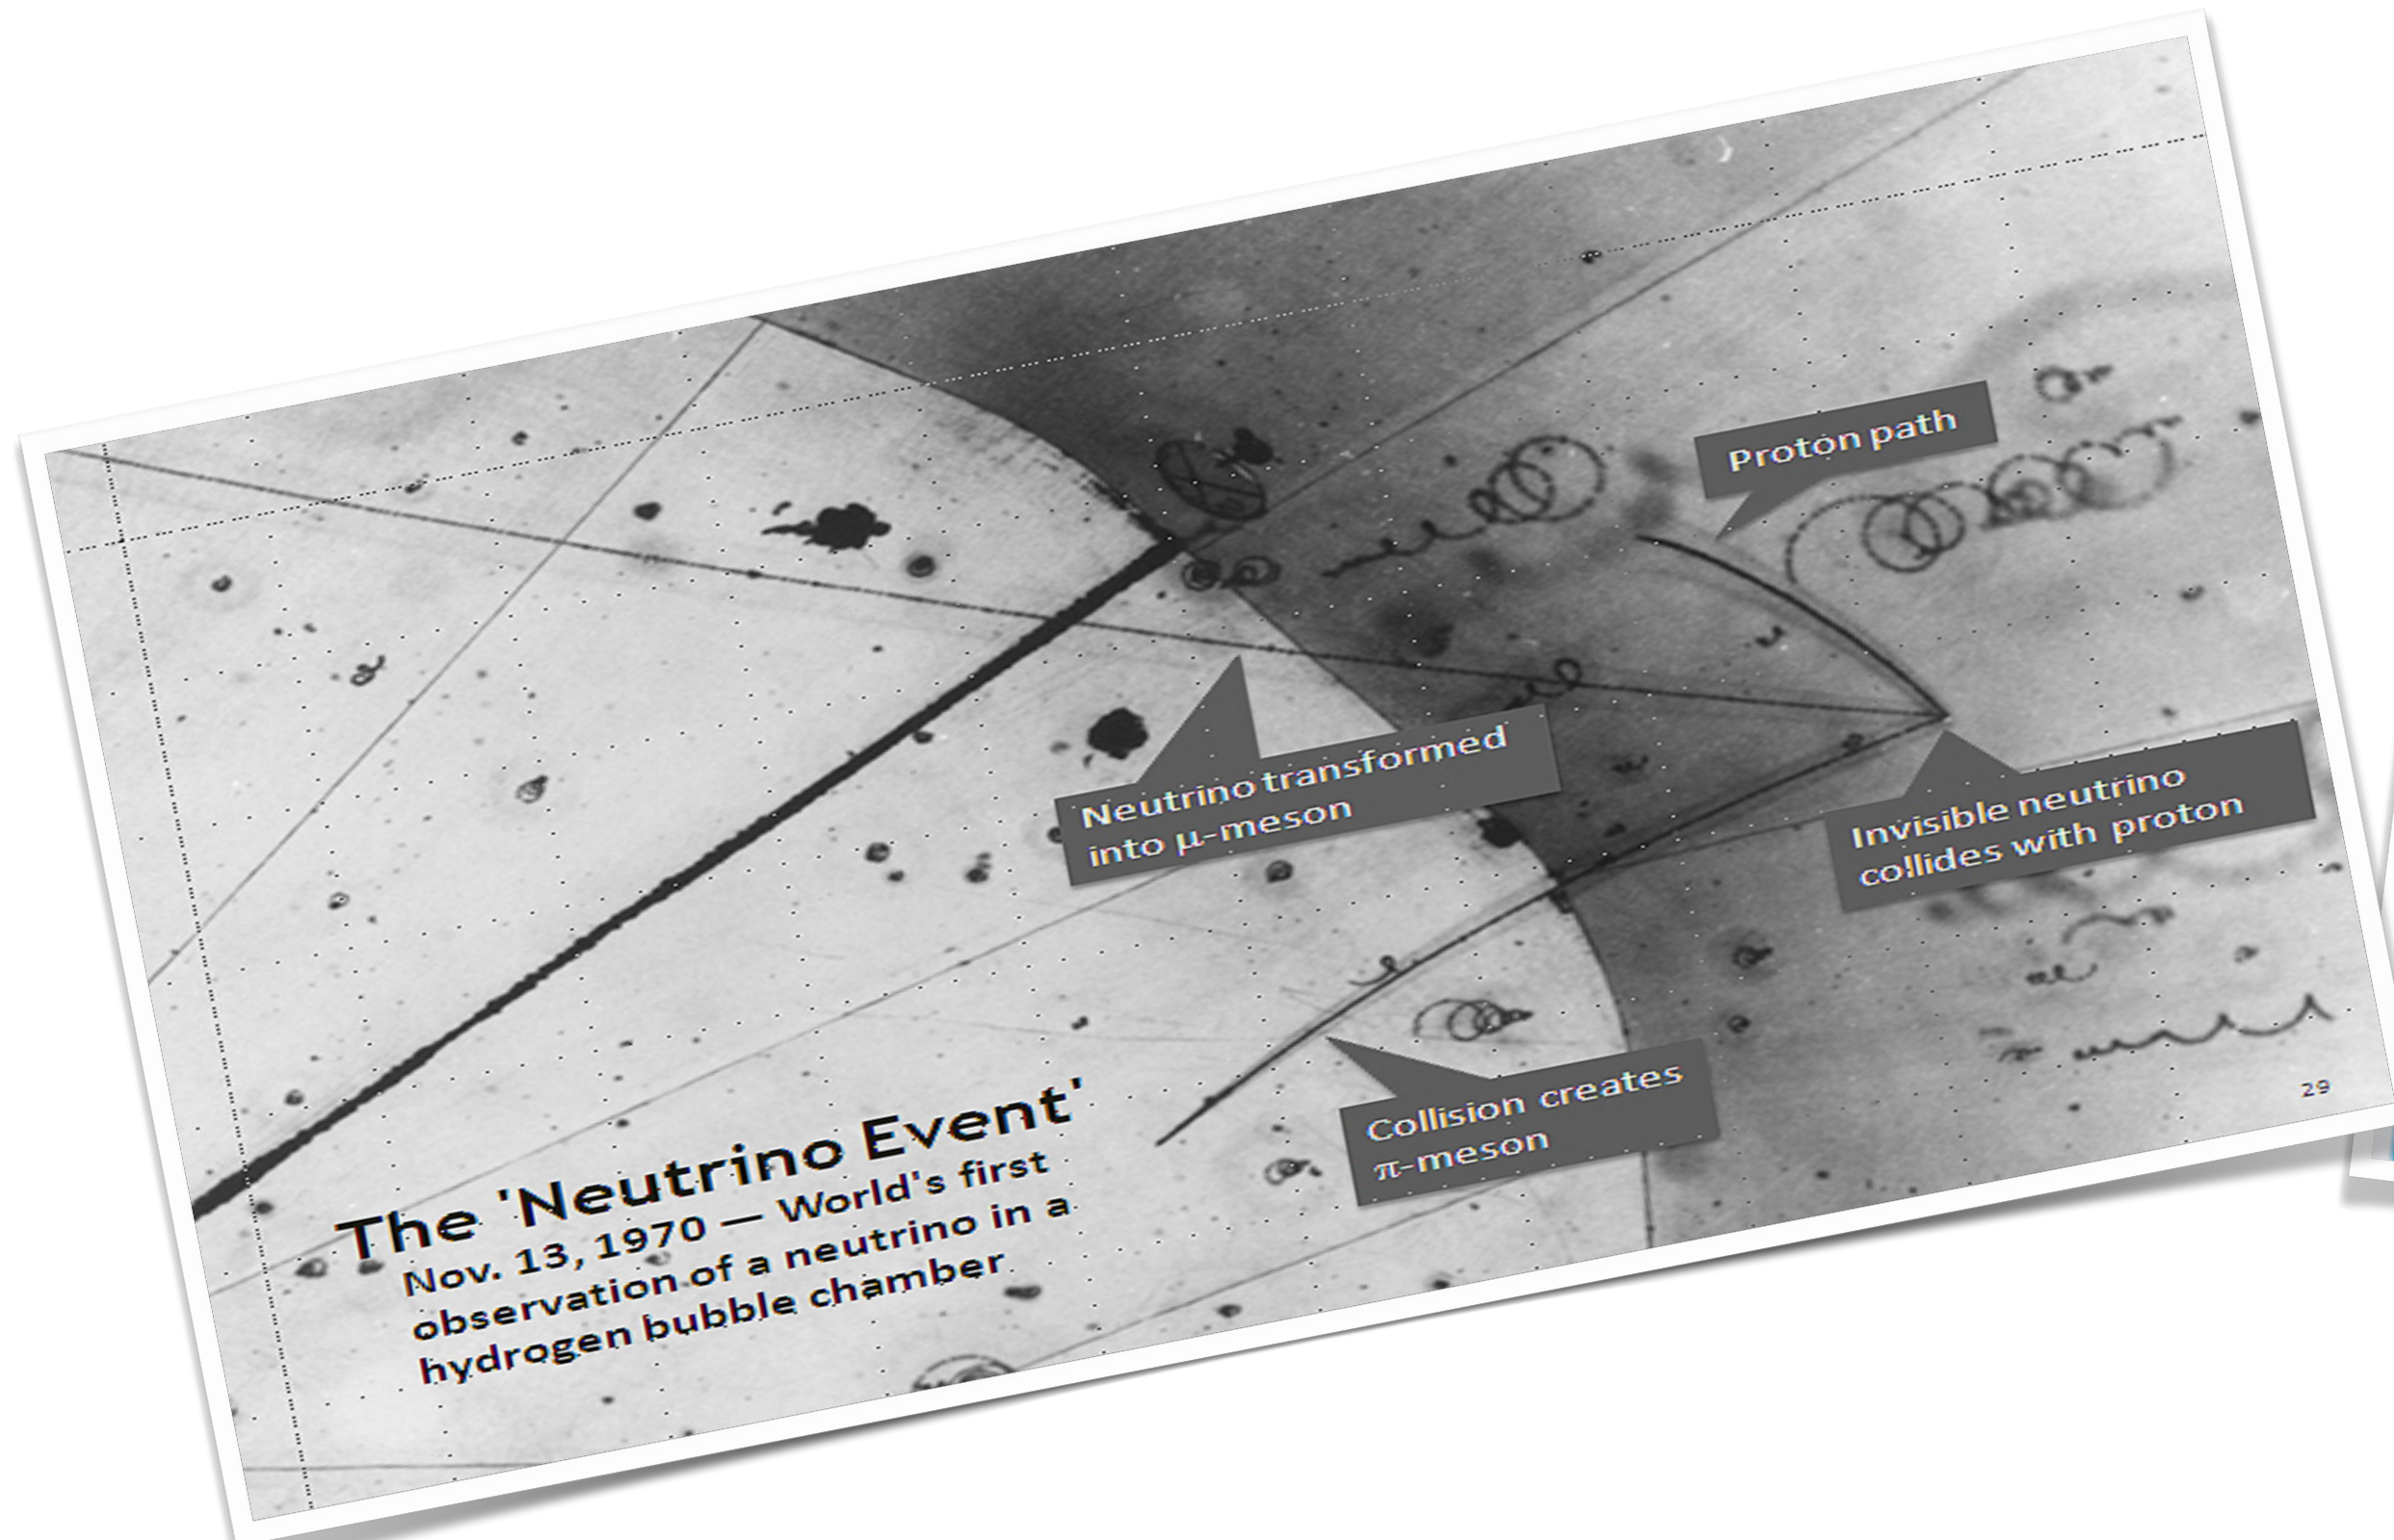 Proton path
Neutrino transformed
into μ-meson
Invisible neutrino
collides with proton
Collision creates
π-meson
The 'Neutrino Event'
Nov. 13, 1970 — World's first
observation of a neutrino in a
hydrogen bubble chamber
29